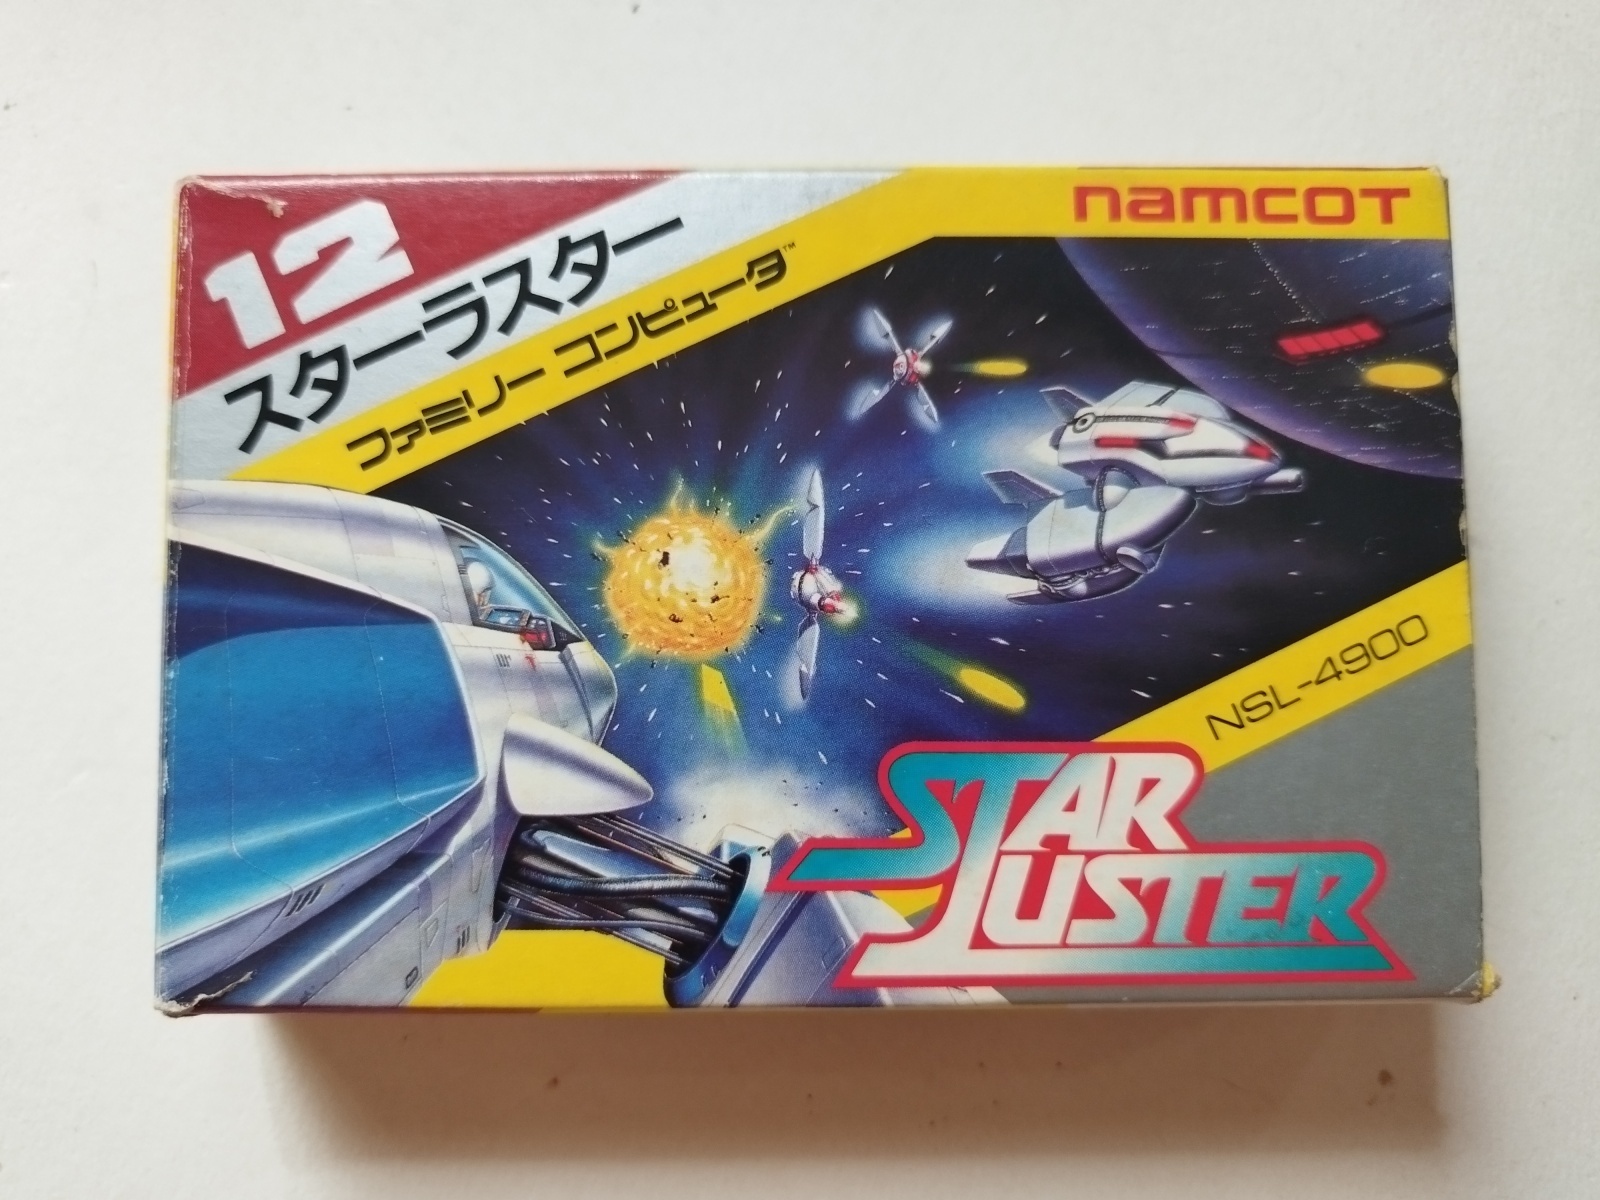 12
スターラスター
ファミリー コンピュータ™
namcoT
NSL-4900
STAR
LUSTER